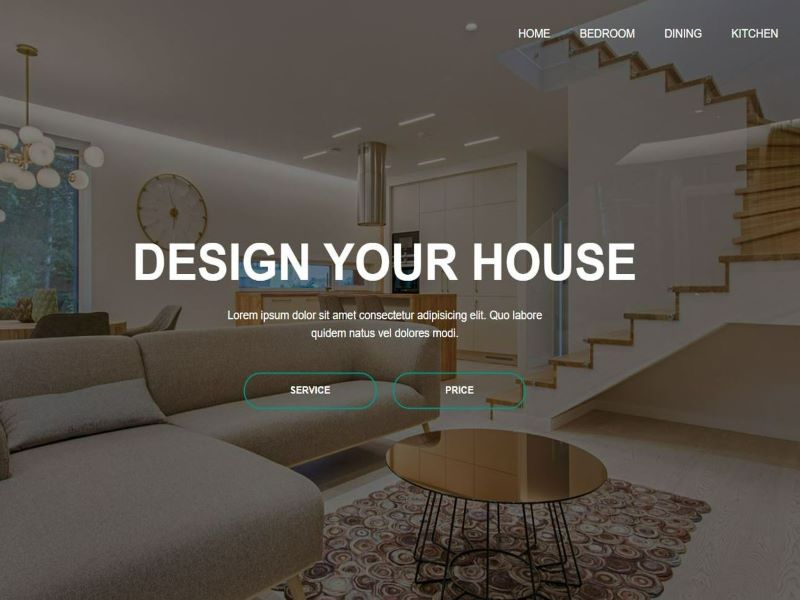 HOME BEDROOM DINING KITCHEN
DESIGN YOUR HOUSE
Lorem ipsum dolor sit amet consectetur adipisicing elit. Quo labore
quidem natus vel dolores modi.
SERVICE PRICE